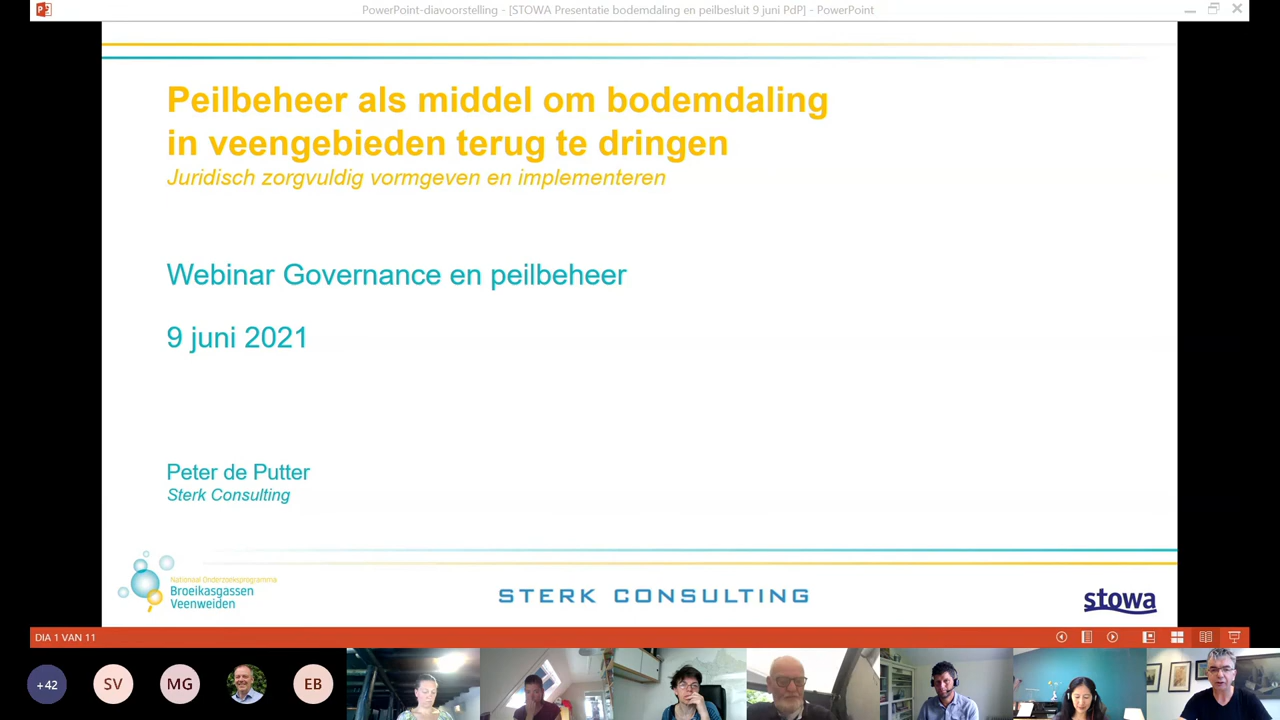 PowerPoint-diavoorstelling - [STOWA Presentatie bodemdaling en peilbesluit 9 juni PdP] - PowerPoint
Peilbeheer als middel om bodemdaling
in veengebieden terug te dringen
Juridisch zorgvuldig vormgeven en implementeren
Webinar Governance en peilbeheer
9 juni 2021
Peter de Putter
Sterk Consulting
Nationaal Onderzoeksprogramma
Broeikasgassen
Veenweiden
STERK CONSULTING
stowa
DIA 1 VAN 11
+42
SV
MG
EB